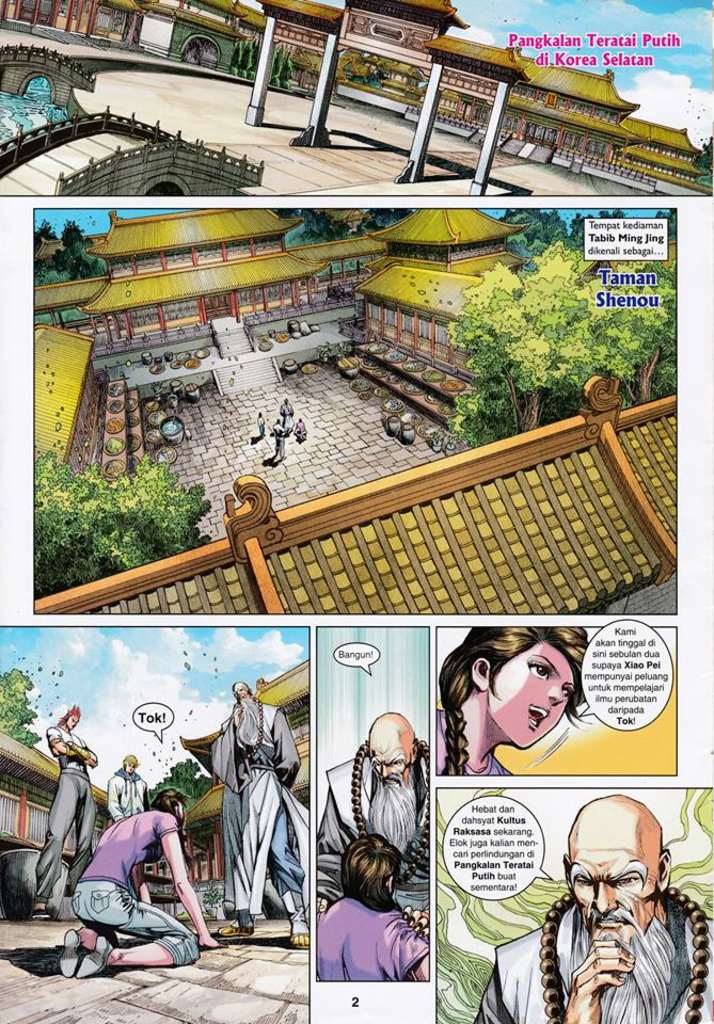 Pangkalan Teratai Putih
di Korea Selatan
Tempat kediaman
Tabib Ming Jing
dikenali sebagai...
Taman
Shenou
Tok!
Bangun!
Kami
akan tinggal di
sini sebulan dua
supaya Xiao Pei
mempunyai peluang
untuk mempelajari
ilmu perubatan
daripada
Tok!
Hebat dan
dahsyat Kultus
Raksasa sekarang.
Elok juga kalian men-
cari perlindungan di
Pangkalan Teratai
Putih buat
sementara!
2